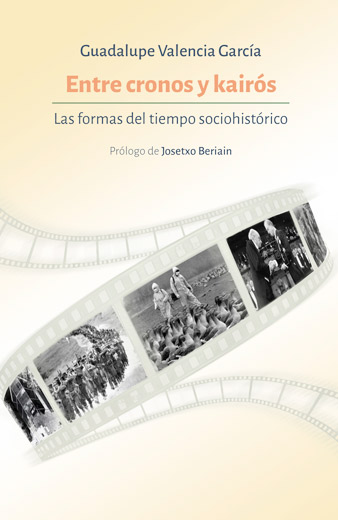 Guadalupe Valencia García
Entre cronos y kairós
Las formas del tiempo sociohistórico
Prólogo de Josetxo Beriain